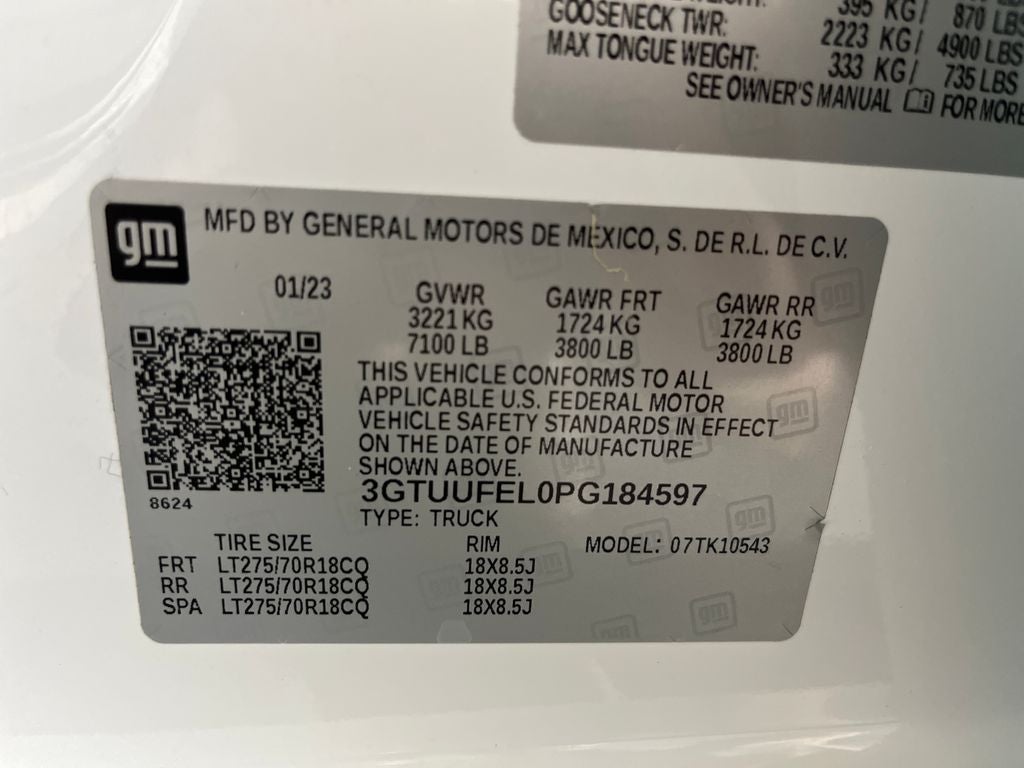 395 KG/ 870 LBS
GOOSENECK TWR: 2223 KG/ 4900 LBS
MAX TONGUE WEIGHT: 333 KG/ 735 LBS
SEE OWNER'S MANUAL FOR MORE
gm MFD BY GENERAL MOTORS DE MEXICO, S. DE R.L. DE C.V.
01/23 GVWR GAWR FRT GAWR RR
3221 KG 1724 KG 1724 KG
7100 LB 3800 LB 3800 LB
THIS VEHICLE CONFORMS TO ALL
APPLICABLE U.S. FEDERAL MOTOR
VEHICLE SAFETY STANDARDS IN EFFECT
ON THE DATE OF MANUFACTURE
SHOWN ABOVE.
8624
3GTUUFEL0PG184597
TYPE: TRUCK
TIRE SIZE RIM MODEL: 07TK10543
FRT LT275/70R18CQ 18X8.5J
RR LT275/70R18CQ 18X8.5J
SPA LT275/70R18CQ 18X8.5J